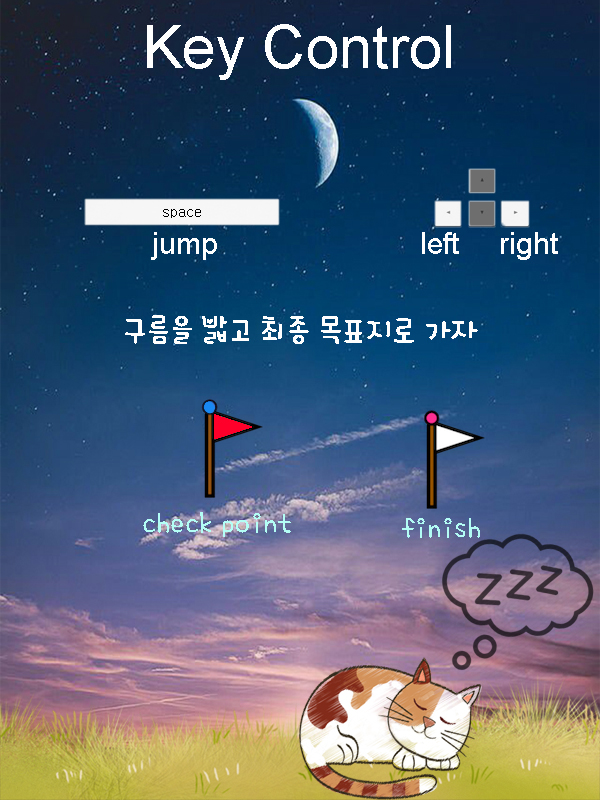 Key Control
space
jump
left right
구름을 밟고 최종 목표지로 가자
check point
finish
zzz